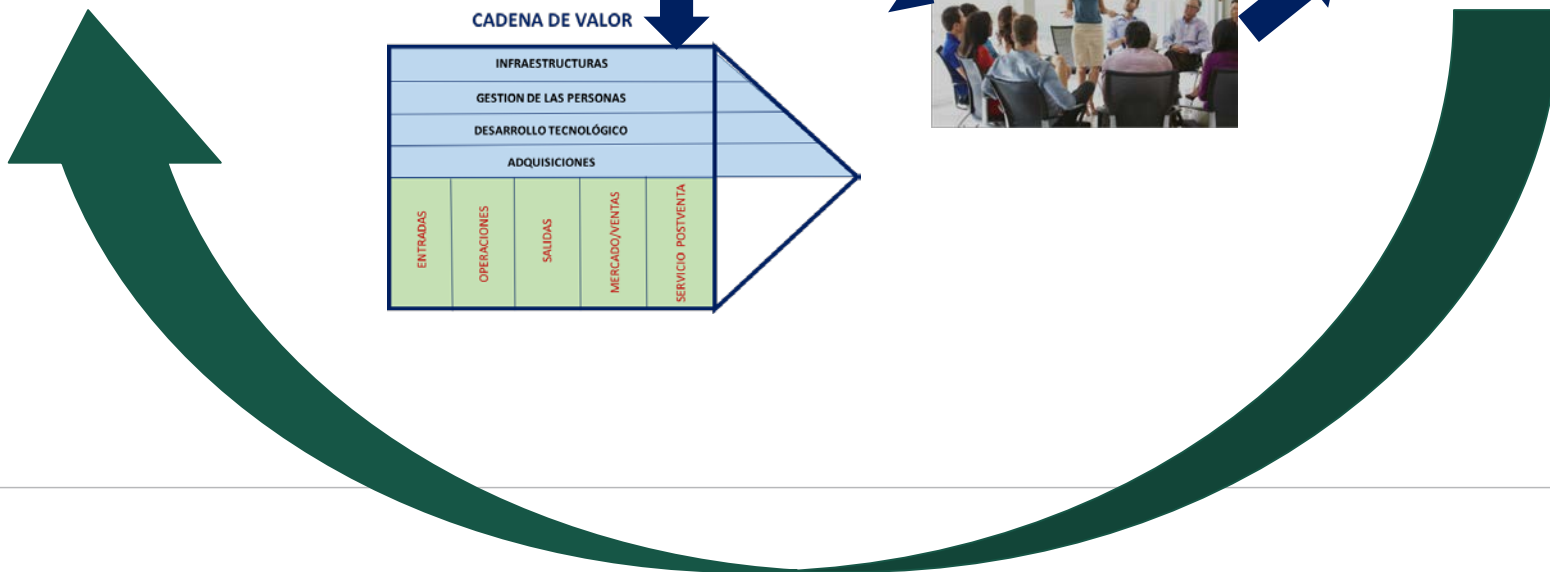 CADENA DE VALOR
INFRAESTRUCTURAS
GESTION DE LAS PERSONAS
DESARROLLO TECNOLÓGICO
ADQUISICIONES
ENTRADAS
OPERACIONES
SALIDAS
MERCADO/VENTAS
SERVICIO POSTVENTA